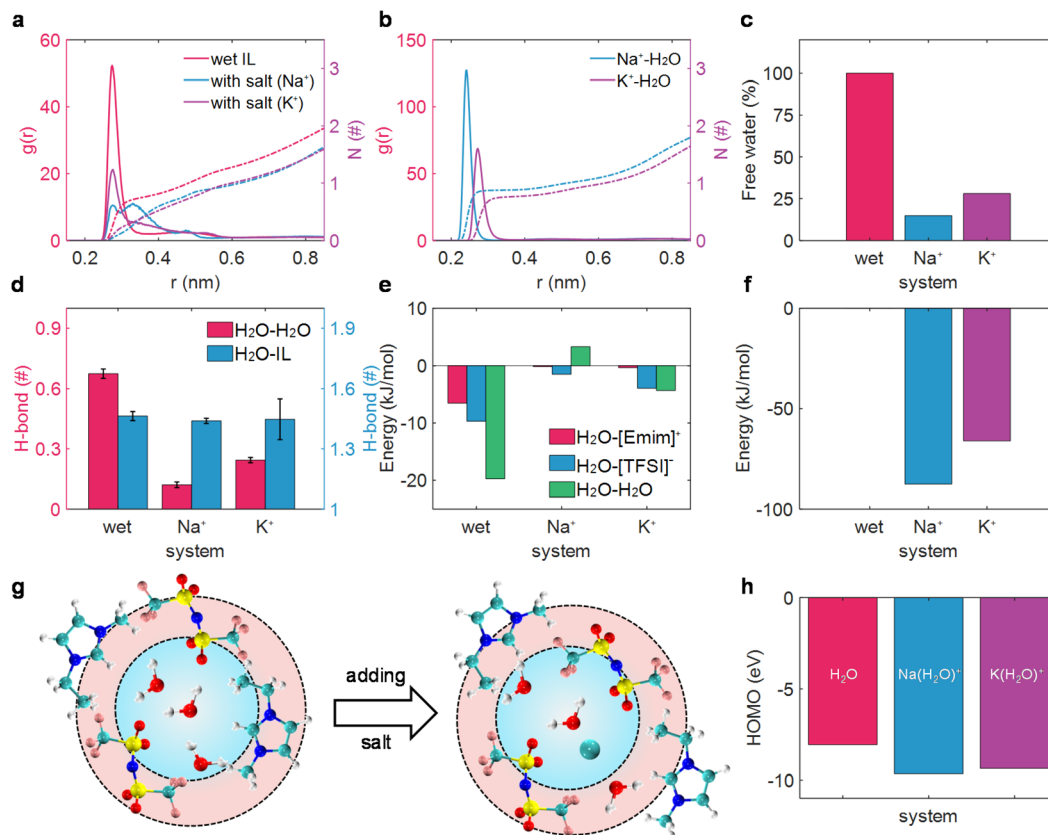 a
60
40
20
0
g(r)
wet IL
with salt (Na⁺)
with salt (K⁺)
3
2
1
0
N (#)
0.2 0.4 0.6 0.8
r (nm)
b
150
100
50
0
g(r)
Na⁺-H2O
K⁺-H2O
3
2
1
0
N (#)
0.2 0.4 0.6 0.8
r (nm)
c
100
75
50
25
0
Free water (%)
wet Na⁺ K⁺
system
d
0.9
0.6
0.3
0
H-bond (#)
H2O-H2O
H2O-IL
1.9
1.6
1.3
1
H-bond (#)
wet Na⁺ K⁺
system
e
10
0
-10
-20
Energy (kJ/mol)
H2O-[Emim]⁺
H2O-[TFSI]⁻
H2O-H2O
wet Na⁺ K⁺
system
f
0
-50
-100
Energy (kJ/mol)
wet Na⁺ K⁺
system
g
adding
salt
h
0
-5
-10
HOMO (eV)
H2O Na(H2O)⁺ K(H2O)⁺
system